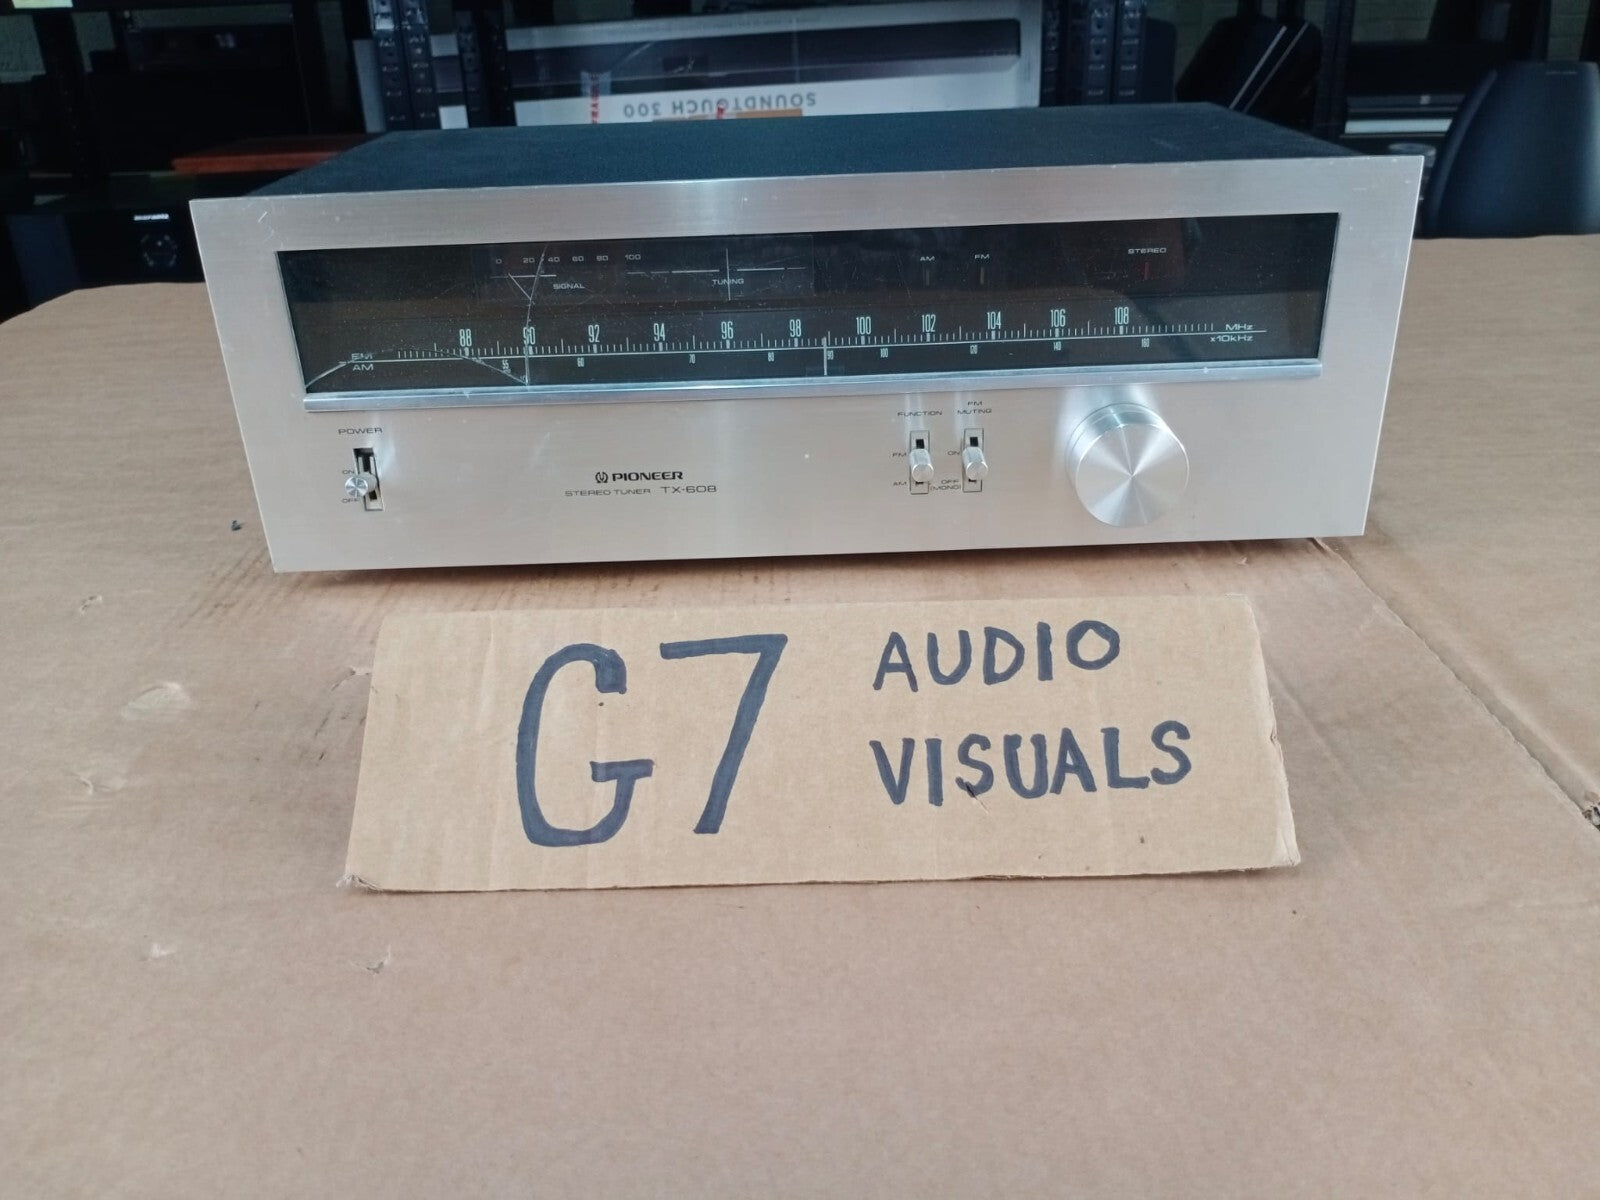 SOUNDTOUCH 300
0 20 40 60 80 100
SIGNAL
TUNING
AM FM
STEREO
88 90 92 94 96 98 100 102 104 106 108 MHz
FM
AM
60 70 80 90 100 120 140 160 x10kHz
POWER
ON
OFF
PIONEER
STEREO TUNER TX-608
FUNCTION
FM
AM
FM
MUTING
ON
OFF
(MONO)
G7 AUDIO
VISUALS